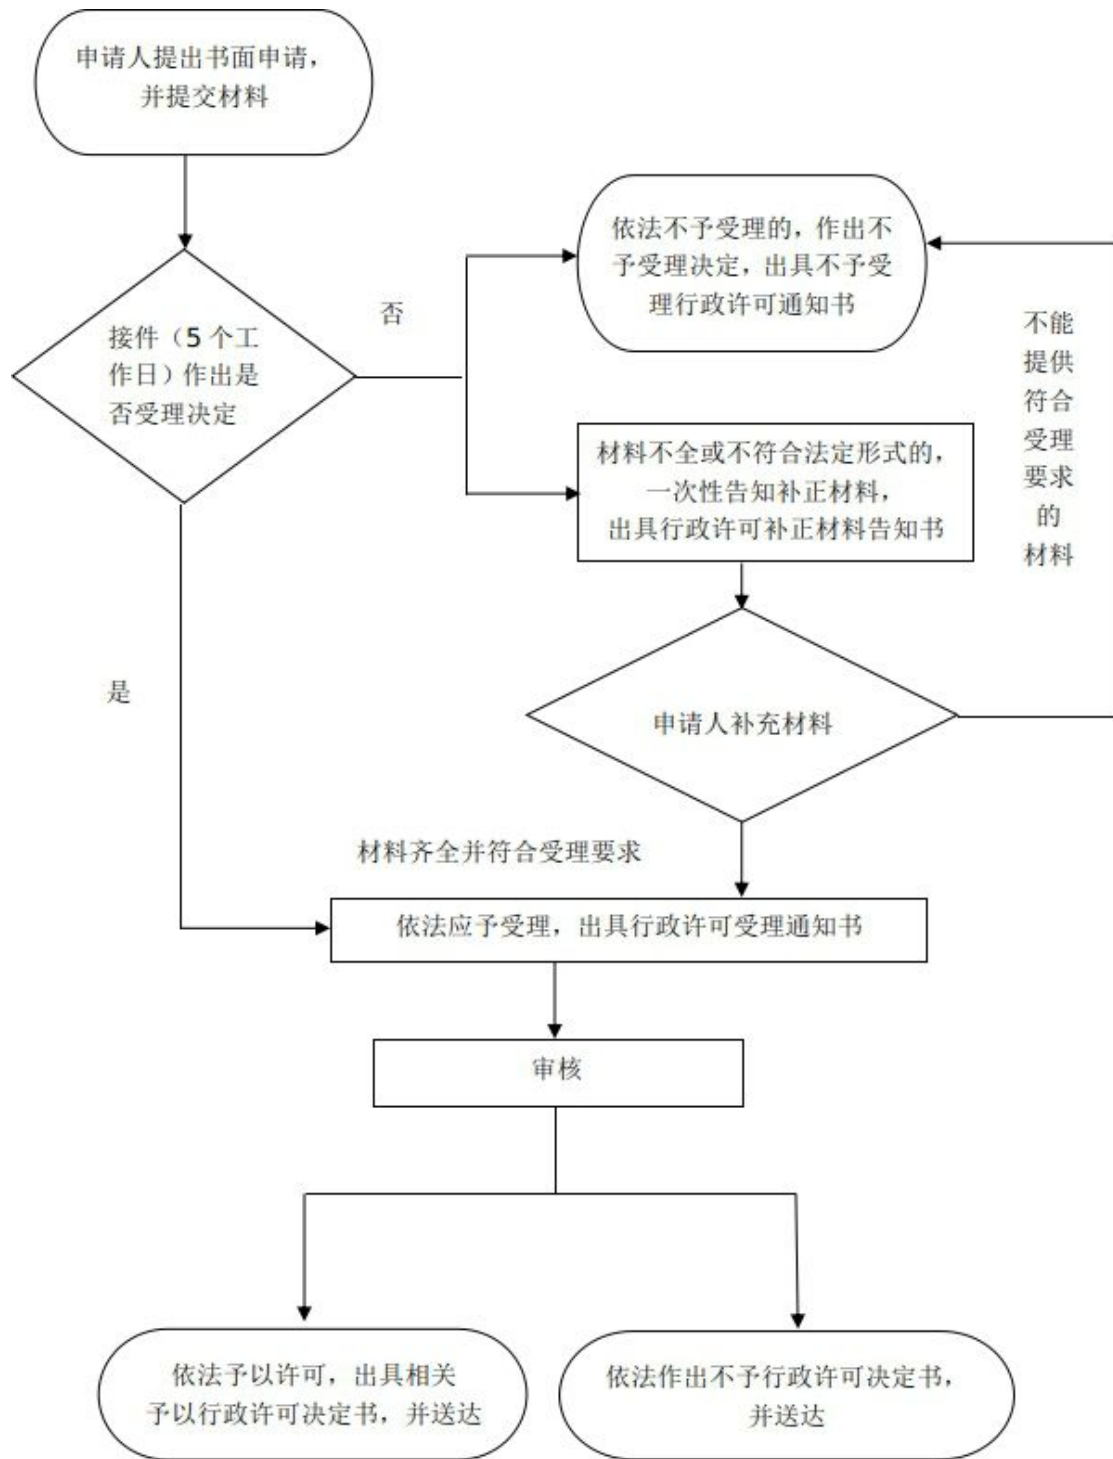 申请人提出书面申请，
并提交材料
依法不予受理的，作出不
予受理决定，出具不予受
理行政许可通知书
否
接件（5 个工
作日）作出是
否受理决定
不能
提供
符合
受理
要求
的
材料
材料不全或不符合法定形式的，
一次性告知补正材料，
出具行政许可补正材料告知书
是
申请人补充材料
材料齐全并符合受理要求
依法应予受理，出具行政许可受理通知书
审核
依法予以许可，出具相关
予以行政许可决定书，并送达
依法作出不予行政许可决定书，
并送达